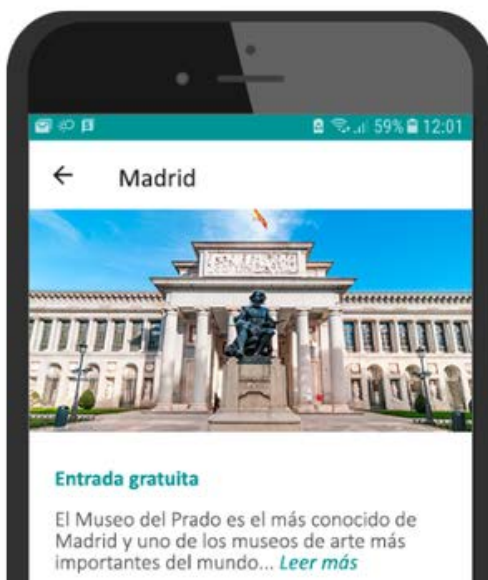 59% 12:01
Madrid
Entrada gratuita
El Museo del Prado es el más conocido de
Madrid y uno de los museos de arte más
importantes del mundo... Leer más